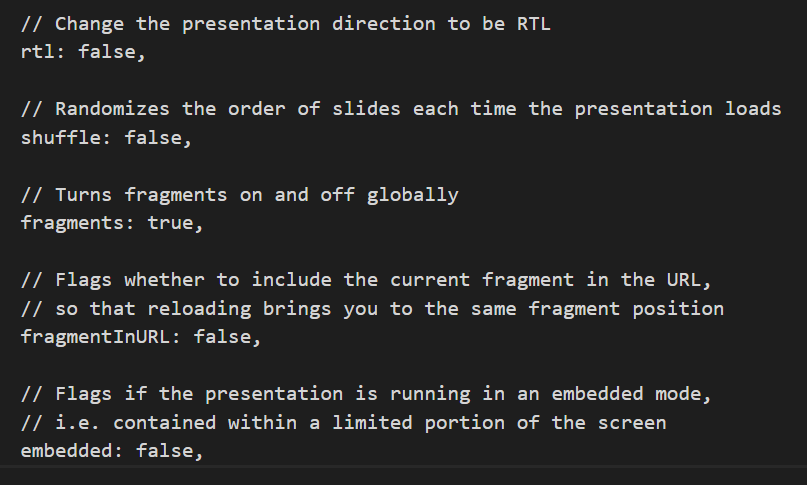 // Change the presentation direction to be RTL
rtl: false,
// Randomizes the order of slides each time the presentation loads
shuffle: false,
// Turns fragments on and off globally
fragments: true,
// Flags whether to include the current fragment in the URL,
// so that reloading brings you to the same fragment position
fragmentInURL: false,
// Flags if the presentation is running in an embedded mode,
// i.e. contained within a limited portion of the screen
embedded: false,